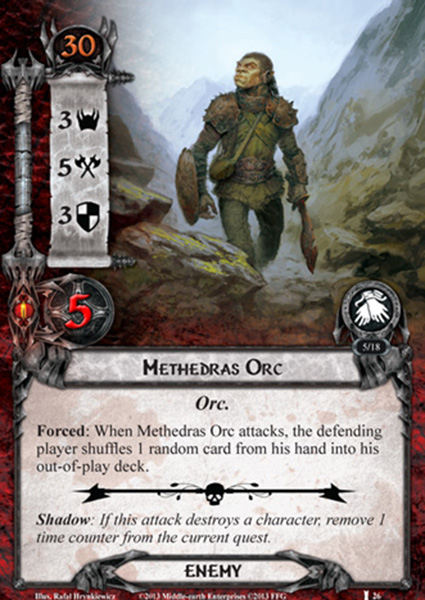 30
3
5
3
5
5/18
METHEDRAS ORC
Orc.
Forced: When Methedras Orc attacks, the defending
player shuffles 1 random card from his hand into his
out-of-play deck.
Shadow: If this attack destroys a character, remove 1
time counter from the current quest.
ENEMY
Illus. Rafal Hrynkiewicz ©2013 Middle-earth Enterprises ©2013 FFG 26